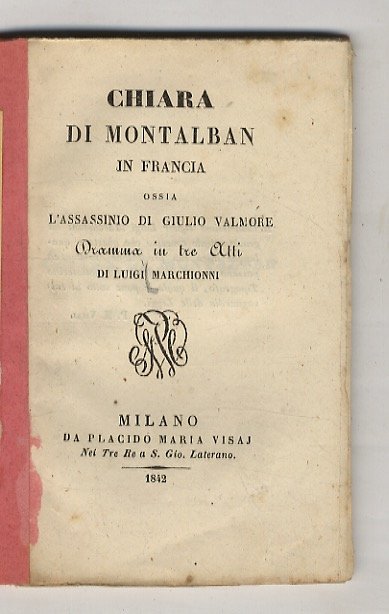 CHIARA
DI MONTALBAN
IN FRANCIA
OSSIA
L'ASSASSINIO DI GIULIO VALMORE
Dramma in tre Atti
DI LUIGI MARCHIONNI
MILANO
DA PLACIDO MARIA VISAJ
Nei Tre Re a S. Gio. Laterano.
1842